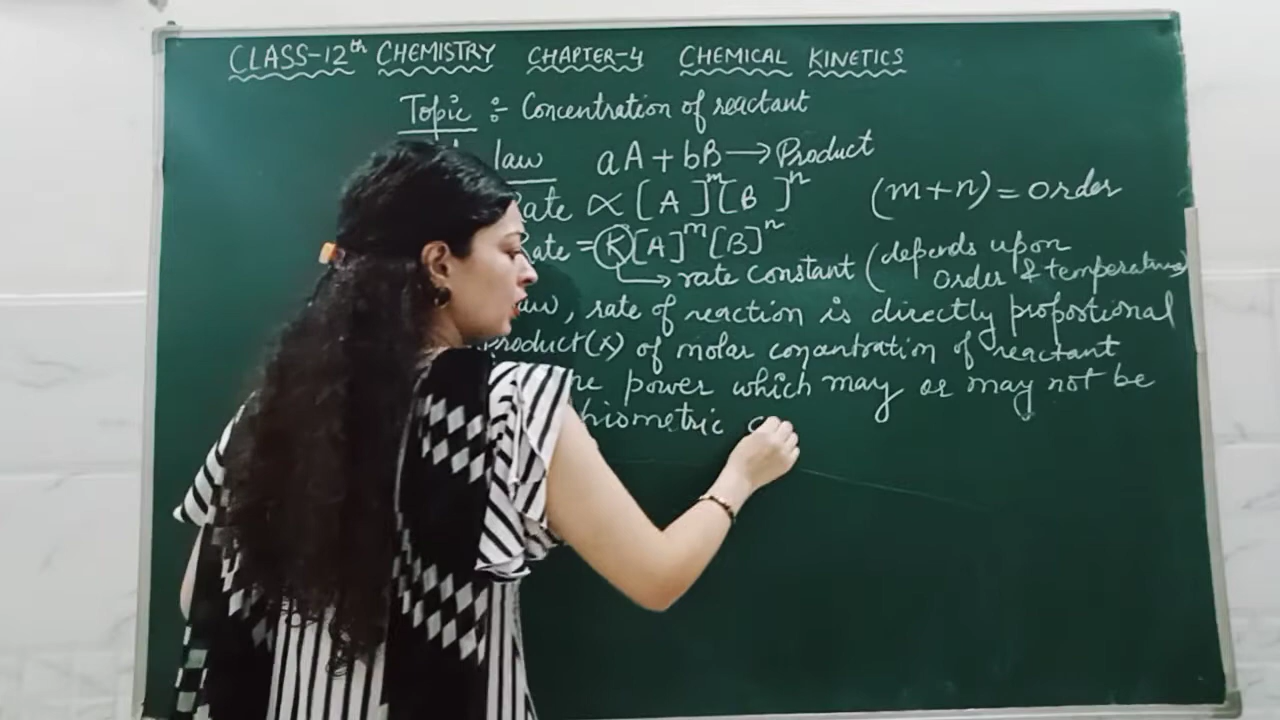 CLASS-12th CHEMISTRY CHAPTER-4 CHEMICAL KINETICS
Topic :- Concentration of reactant
law aA + bB → Product
Rate ∝ [A]^m [B]^n (m+n) = Order
Rate = K[A]^m [B]^n
→ rate constant (depends upon
Order & temperature)
law, rate of reaction is directly proportional
product(x) of molar conantration of reactant
power which may or may not be
hiometric